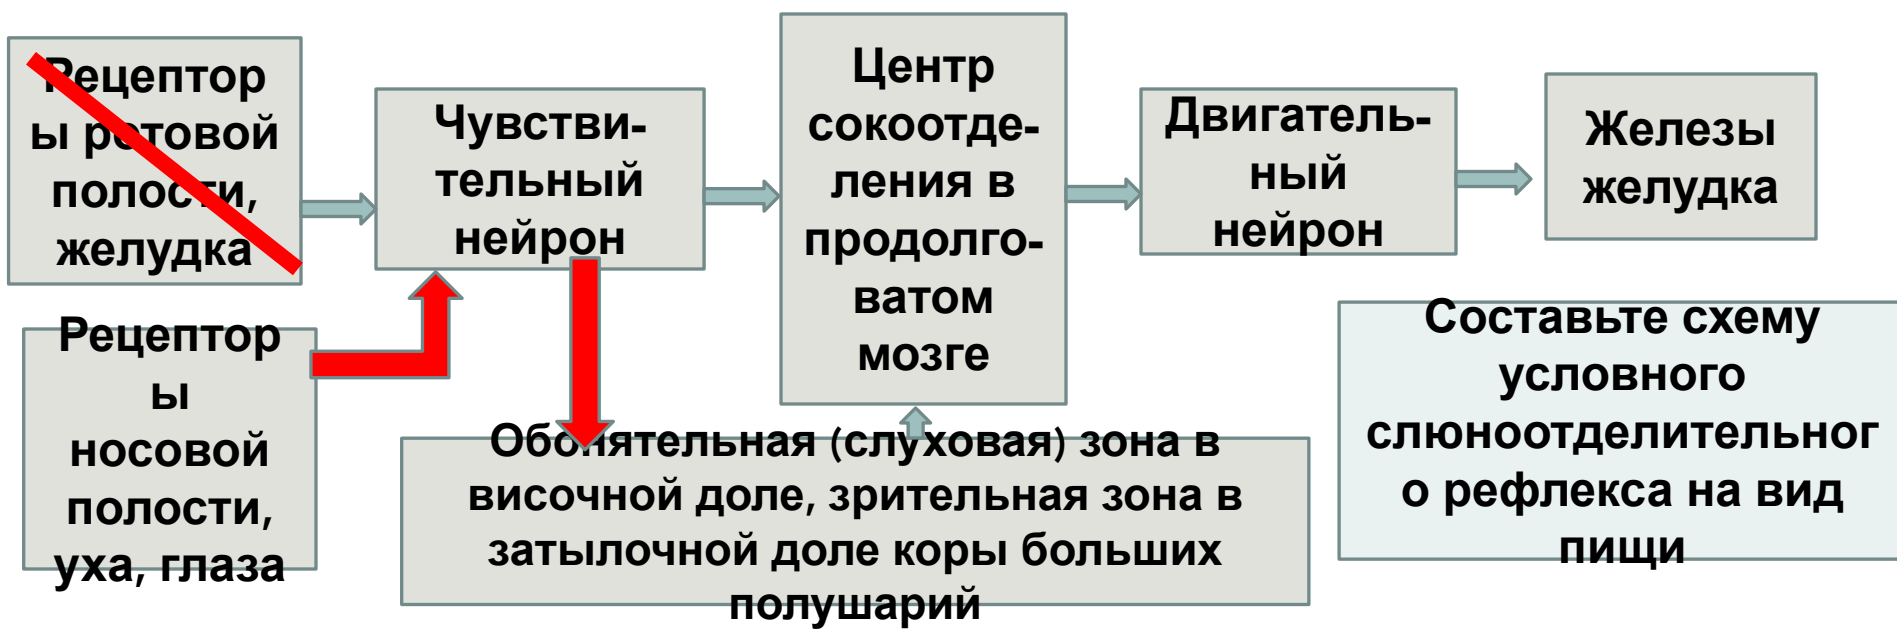 Рецептор
ы ротовой
полости,
желудка
Чувстви-
тельный
нейрон
Центр
сокоотде-
ления в
продолго-
ватом
мозге
Двигатель-
ный
нейрон
Железы
желудка
Рецептор
ы
носовой
полости,
уха, глаза
Обонятельная (слуховая) зона в
височной доле, зрительная зона в
затылочной доле коры больших
полушарий
Составьте схему
условного
слюноотделительног
о рефлекса на вид
пищи